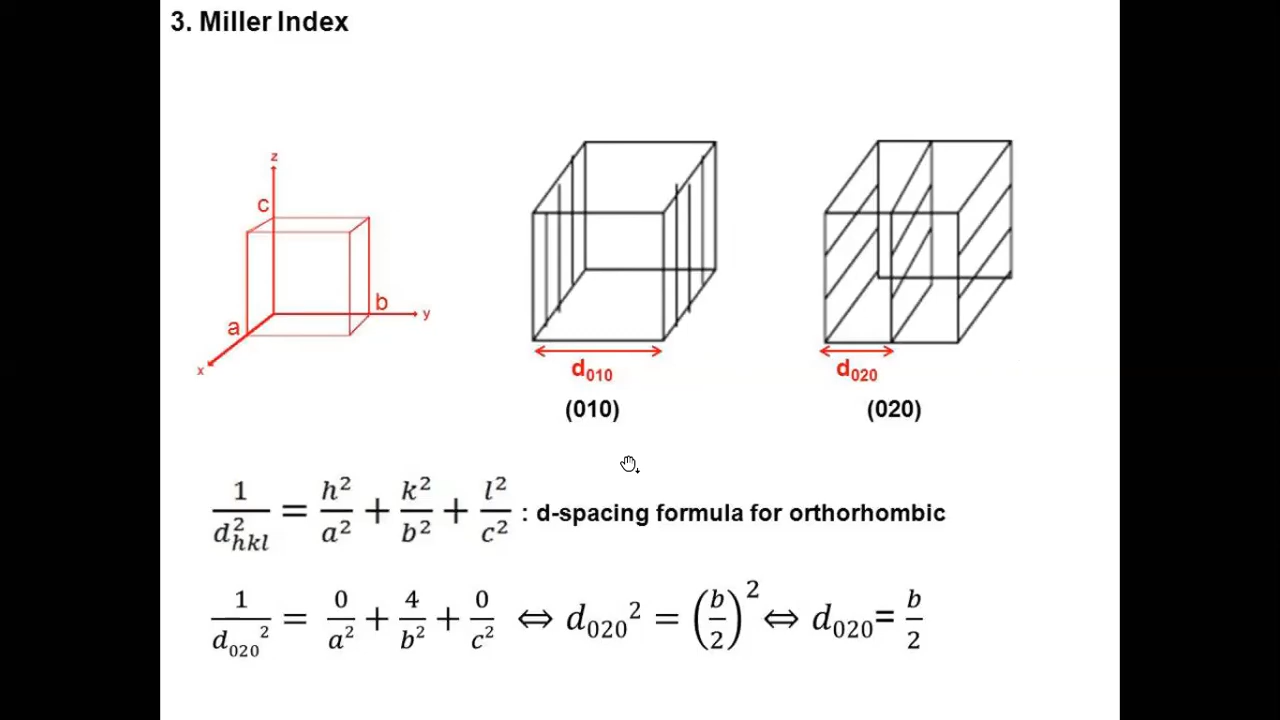 3. Miller Index
z
c
b
y
a
x
d₀₁₀
d₀₂₀
(010)
(020)
1/d²ₕₖₗ = h²/a² + k²/b² + l²/c² : d-spacing formula for orthorhombic
1/d₀₂₀² = 0/a² + 4/b² + 0/c² ⇔ d₀₂₀² = (b/2)² ⇔ d₀₂₀= b/2